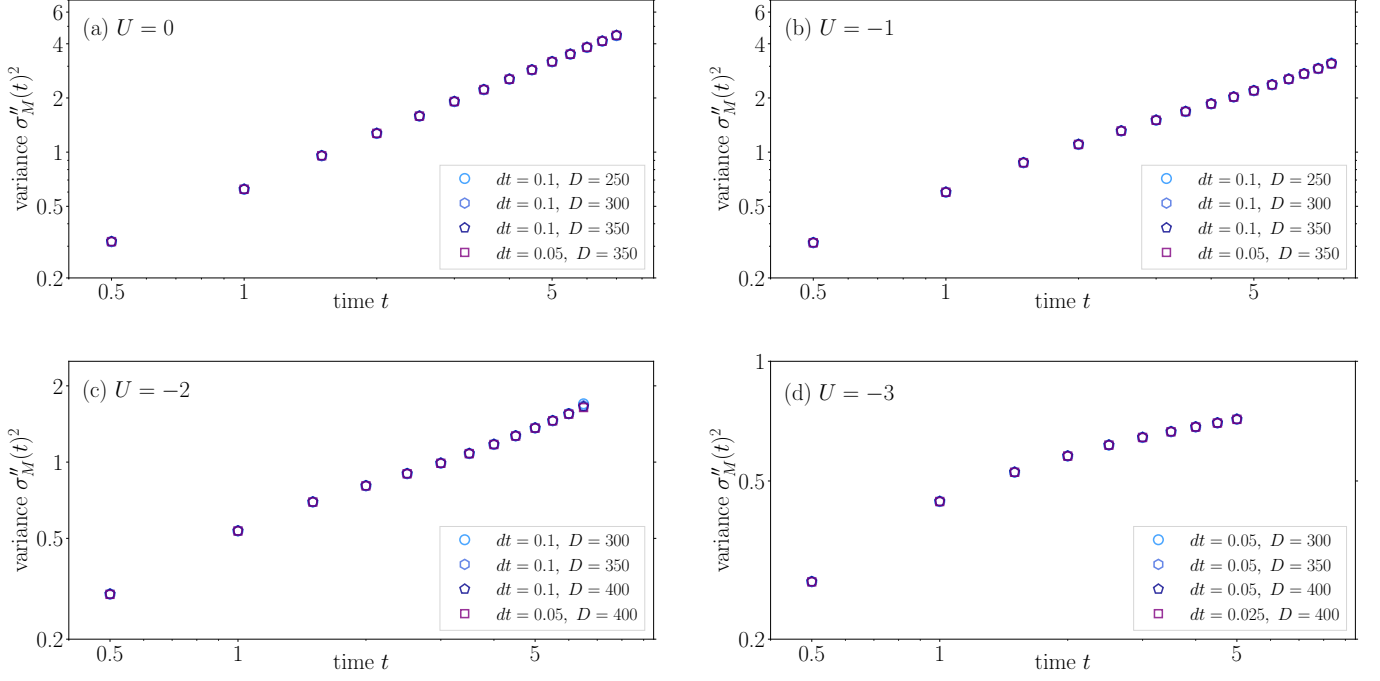 (a) U = 0
variance σ″_M(t)²
6
4
2
1
0.5
0.2
dt = 0.1, D = 250
dt = 0.1, D = 300
dt = 0.1, D = 350
dt = 0.05, D = 350
0.5 1 5
time t
(b) U = −1
variance σ″_M(t)²
6
4
2
1
0.5
0.2
dt = 0.1, D = 250
dt = 0.1, D = 300
dt = 0.1, D = 350
dt = 0.05, D = 350
0.5 1 5
time t
(c) U = −2
variance σ″_M(t)²
2
1
0.5
0.2
dt = 0.1, D = 300
dt = 0.1, D = 350
dt = 0.1, D = 400
dt = 0.05, D = 400
0.5 1 5
time t
(d) U = −3
variance σ″_M(t)²
1
0.5
0.2
dt = 0.05, D = 300
dt = 0.05, D = 350
dt = 0.05, D = 400
dt = 0.025, D = 400
0.5 1 5
time t